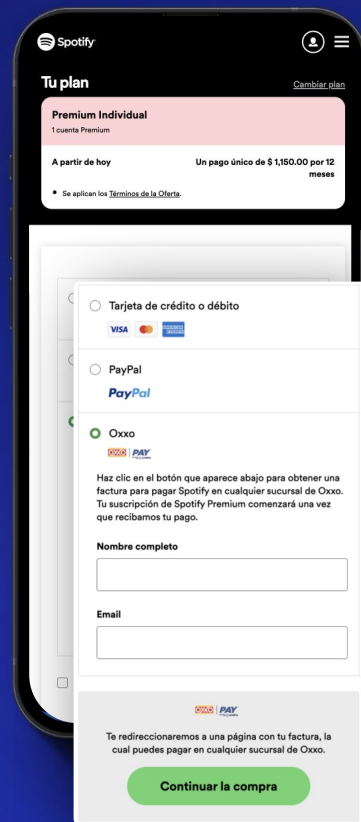 Spotify
Tu plan
Cambiar plan
Premium Individual
1 cuenta Premium
A partir de hoy
Un pago único de $ 1,150.00 por 12
meses
Se aplican los Términos de la Oferta.
Tarjeta de crédito o débito
VISA
PayPal
PayPal
Oxxo
OXXO PAY
Haz clic en el botón que aparece abajo para obtener una
factura para pagar Spotify en cualquier sucursal de Oxxo.
Tu suscripción de Spotify Premium comenzará una vez
que recibamos tu pago.
Nombre completo
Email
OXXO PAY
Te redireccionaremos a una página con tu factura, la
cual puedes pagar en cualquier sucursal de Oxxo.
Continuar la compra